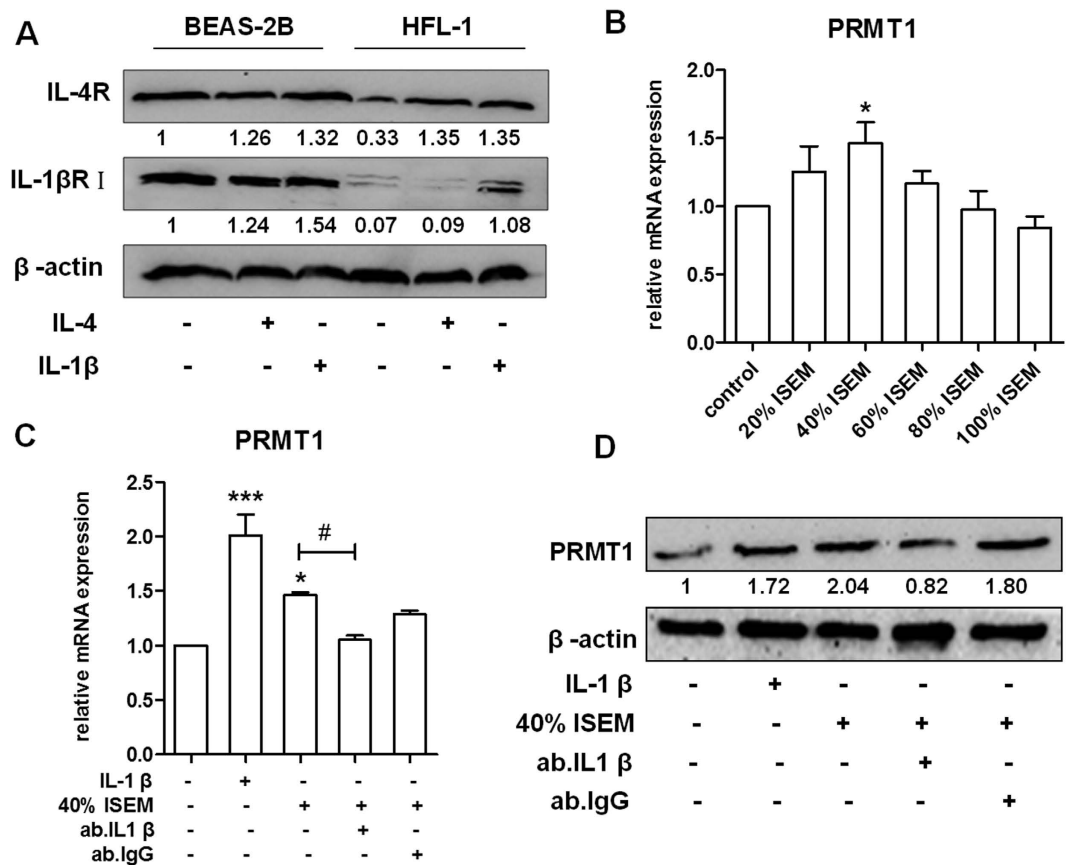 A
BEAS-2B HFL-1
IL-4R
1 1.26 1.32 0.33 1.35 1.35
IL-1βR Ⅰ
1 1.24 1.54 0.07 0.09 1.08
β -actin
IL-4 - + - - + -
IL-1β - - + - - +
B
PRMT1
relative mRNA expression
2.0
1.5
1.0
0.5
0.0
*
control
20% ISEM
40% ISEM
60% ISEM
80% ISEM
100% ISEM
C
PRMT1
relative mRNA expression
2.5
2.0
1.5
1.0
0.5
0.0
***
#
*
IL-1 β - + - - -
40% ISEM - - + + +
ab.IL1 β - - - + -
ab.IgG - - - - +
D
PRMT1
1 1.72 2.04 0.82 1.80
β -actin
IL-1 β - + - - -
40% ISEM - - + + +
ab.IL1 β - - - + -
ab.IgG - - - - +